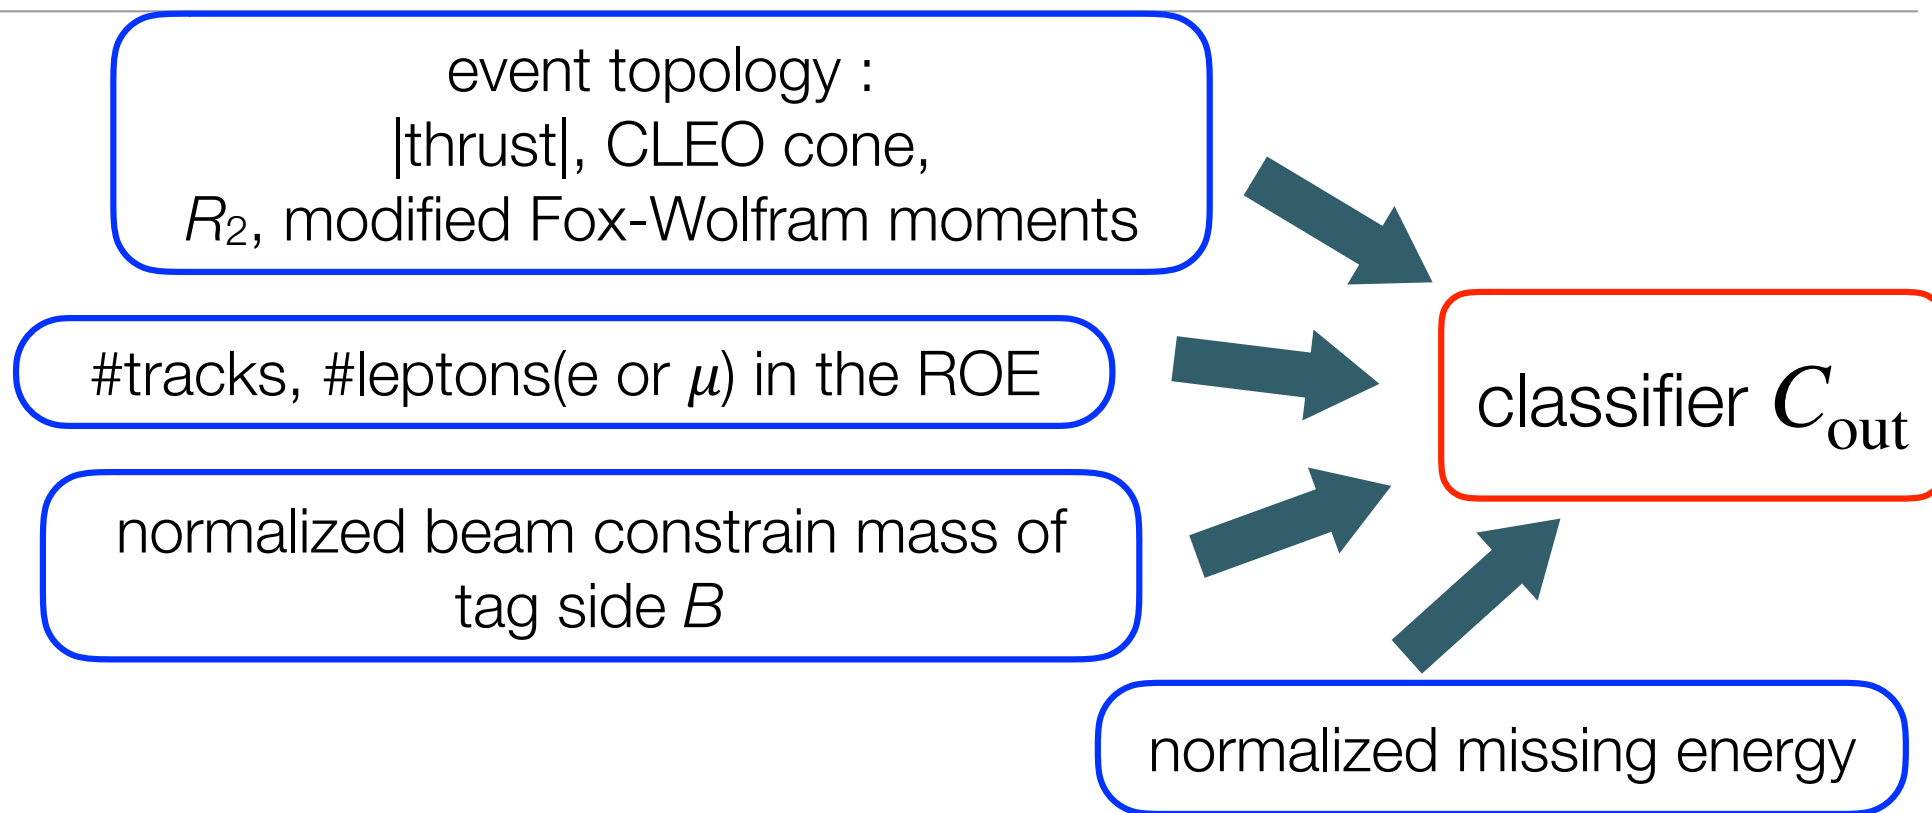 event topology :
|thrust|, CLEO cone,
R₂, modified Fox-Wolfram moments
#tracks, #leptons(e or μ) in the ROE
classifier C_out
normalized beam constrain mass of
tag side B
normalized missing energy